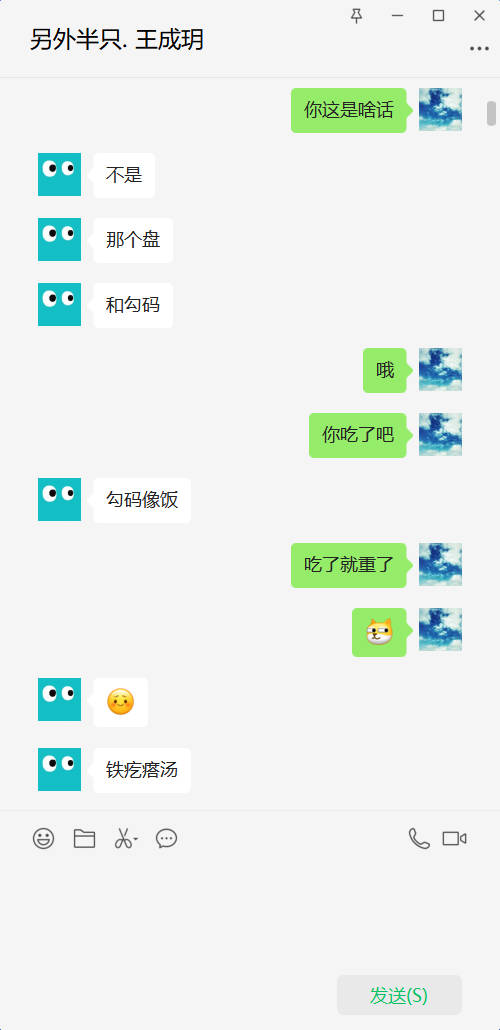 另外半只. 王成玥
你这是啥话
不是
那个盘
和勾码
哦
你吃了吧
勾码像饭
吃了就重了
铁疙瘩汤
发送(S)